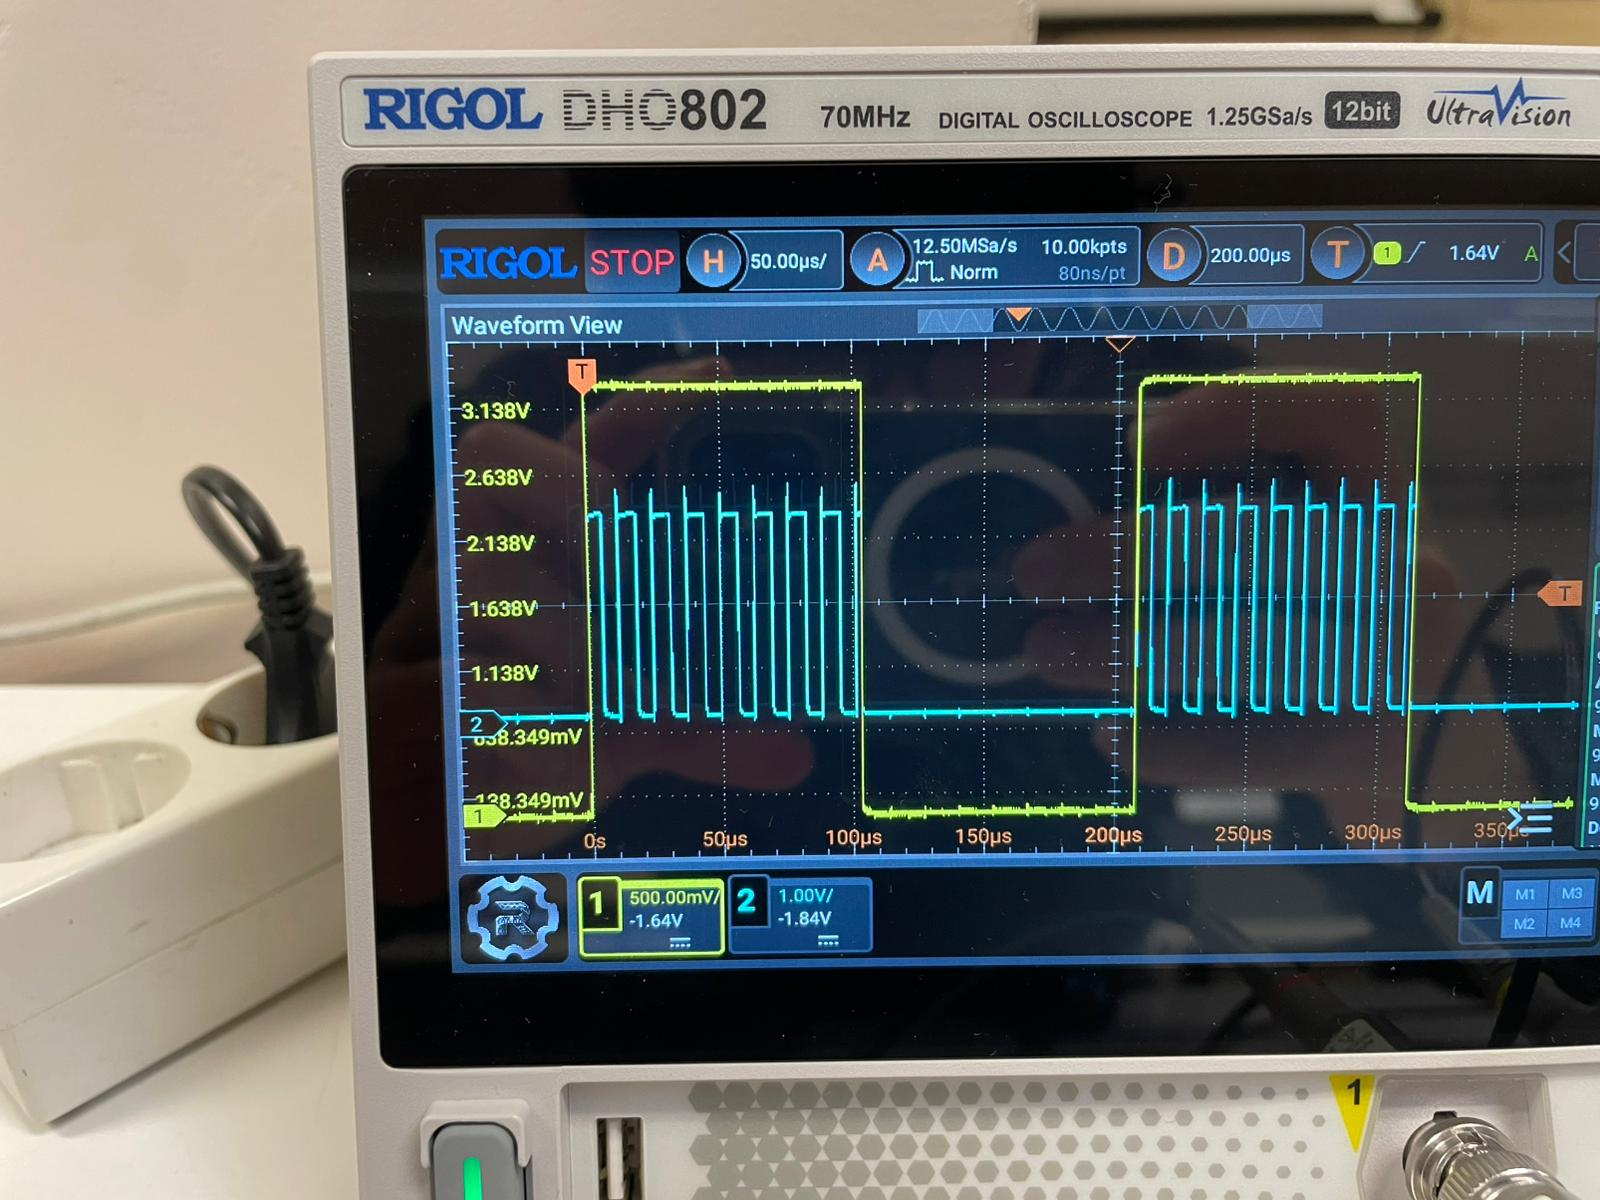 RIGOL DHO802 70MHz DIGITAL OSCILLOSCOPE 1.25GSa/s 12bit UltraVision
RIGOL STOP H 50.00µs/ A 12.50MSa/s 10.00kpts D 200.00µs T 1 1.64V A
Norm 80ns/pt
Waveform View
T
3.138V
2.638V
2.138V
1.638V
T
1.138V
2
138.349mV
1
0s 50µs 100µs 150µs 200µs 250µs 300µs
1 500.00mV/ 2 1.00V/ M M1 M3
-1.64V -1.84V M2 M4
1